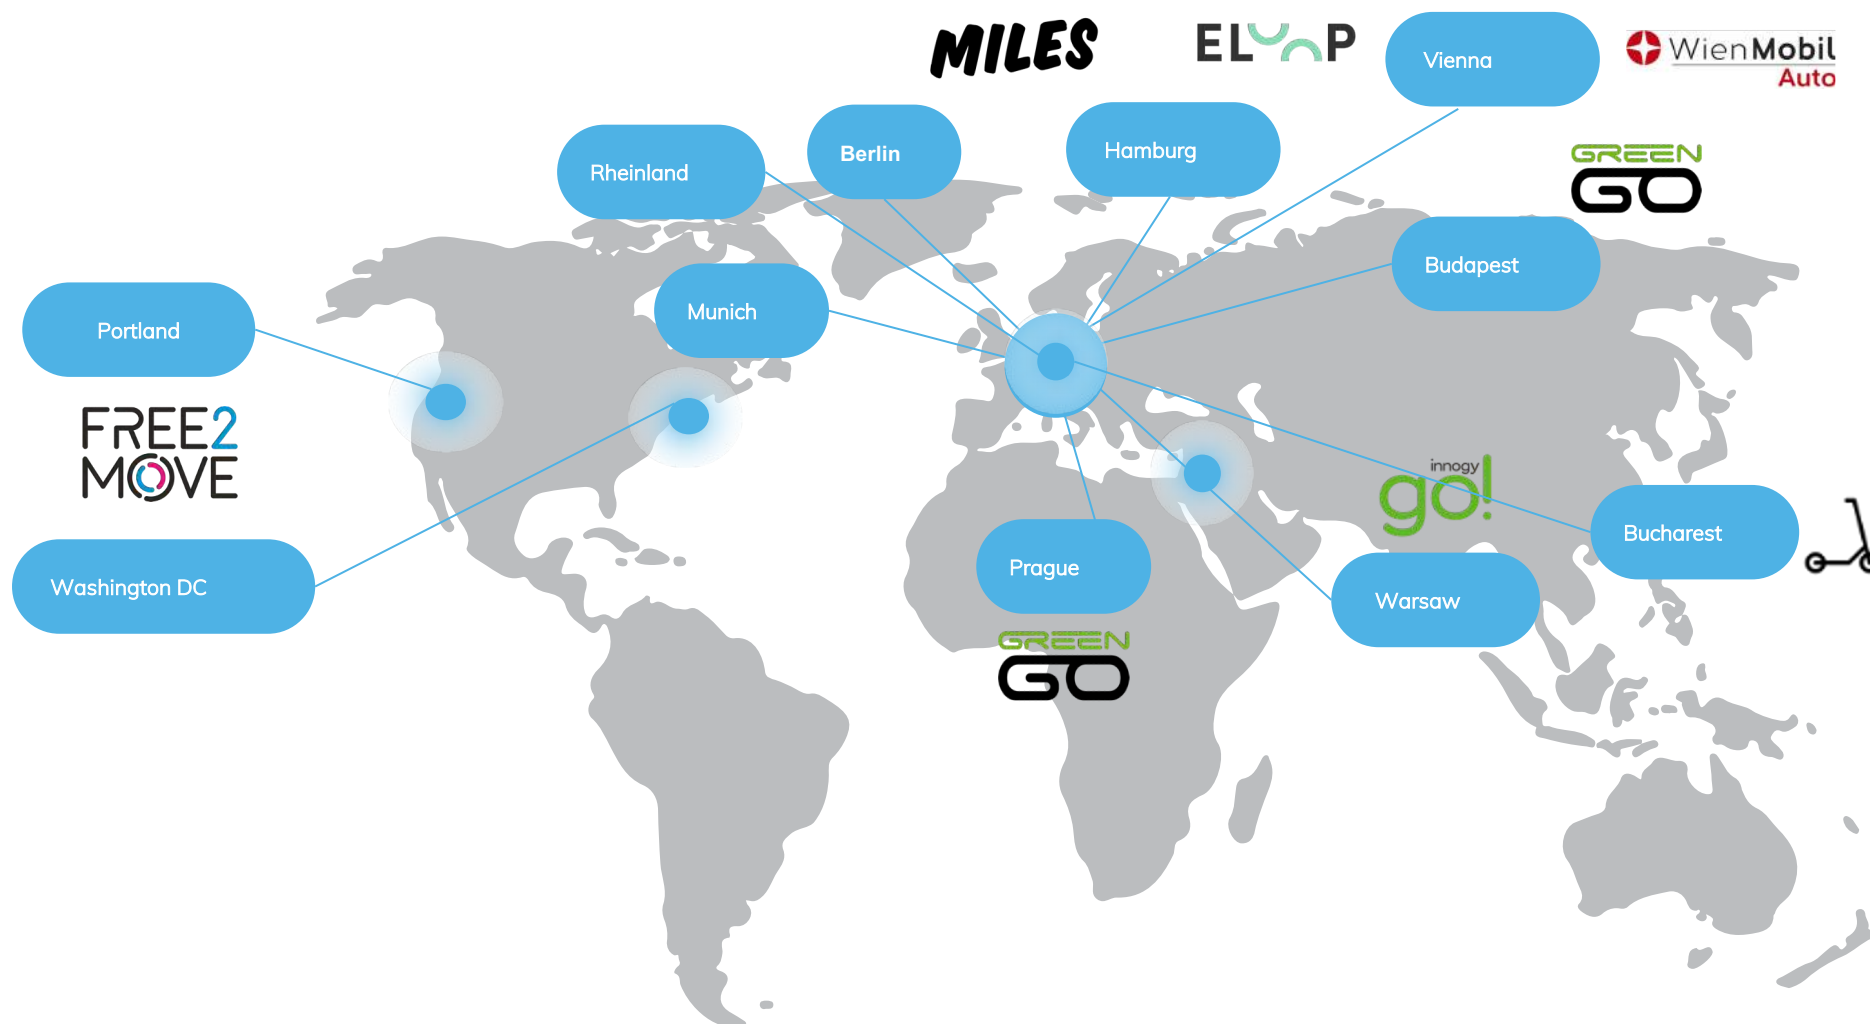 MILES
ELOOP
Vienna
WienMobil
Auto
Rheinland
Berlin
Hamburg
GREEN
GO
Budapest
Portland
Munich
FREE2
MOVE
innogy
go!
Washington DC
Prague
Bucharest
Warsaw
GREEN
GO